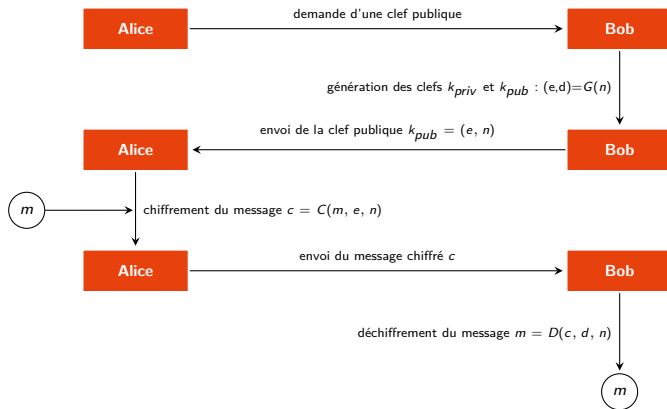 demande d'une clef publique
Alice
Bob
génération des clefs k_priv et k_pub : (e,d)=G(n)
envoi de la clef publique k_pub = (e, n)
Alice
Bob
m
chiffrement du message c = C(m, e, n)
envoi du message chiffré c
Alice
Bob
déchiffrement du message m = D(c, d, n)
m